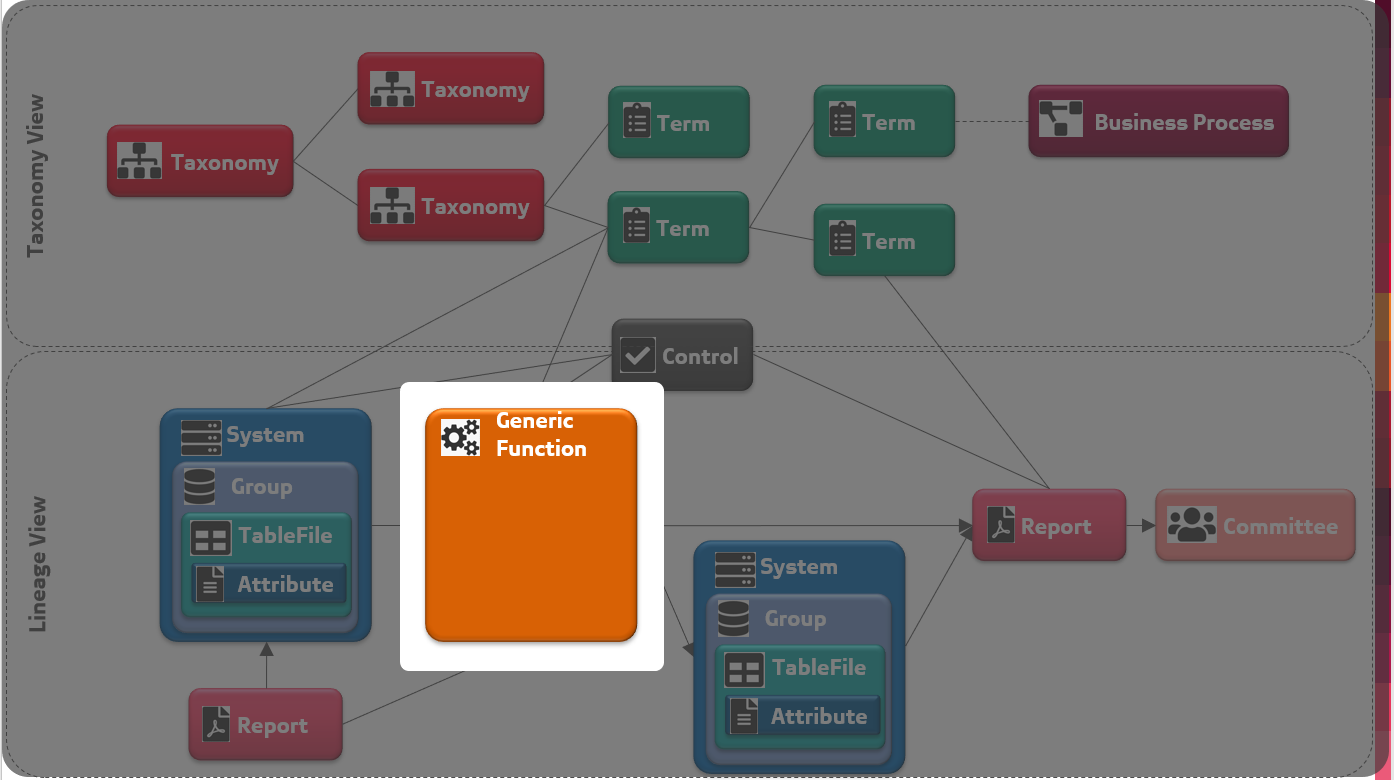 Taxonomy View
Taxonomy
Taxonomy
Taxonomy
Term
Term
Term
Term
Business Process
Control
Lineage View
System
Group
TableFile
Attribute
Generic
Function
System
Group
TableFile
Attribute
Report
Committee
Report